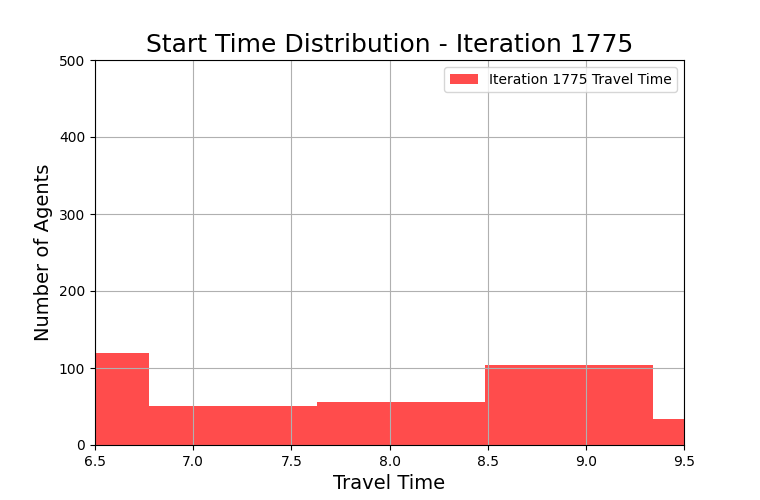 Start Time Distribution - Iteration 1775
Iteration 1775 Travel Time
Number of Agents
500
400
300
200
100
0
6.5 7.0 7.5 8.0 8.5 9.0 9.5
Travel Time